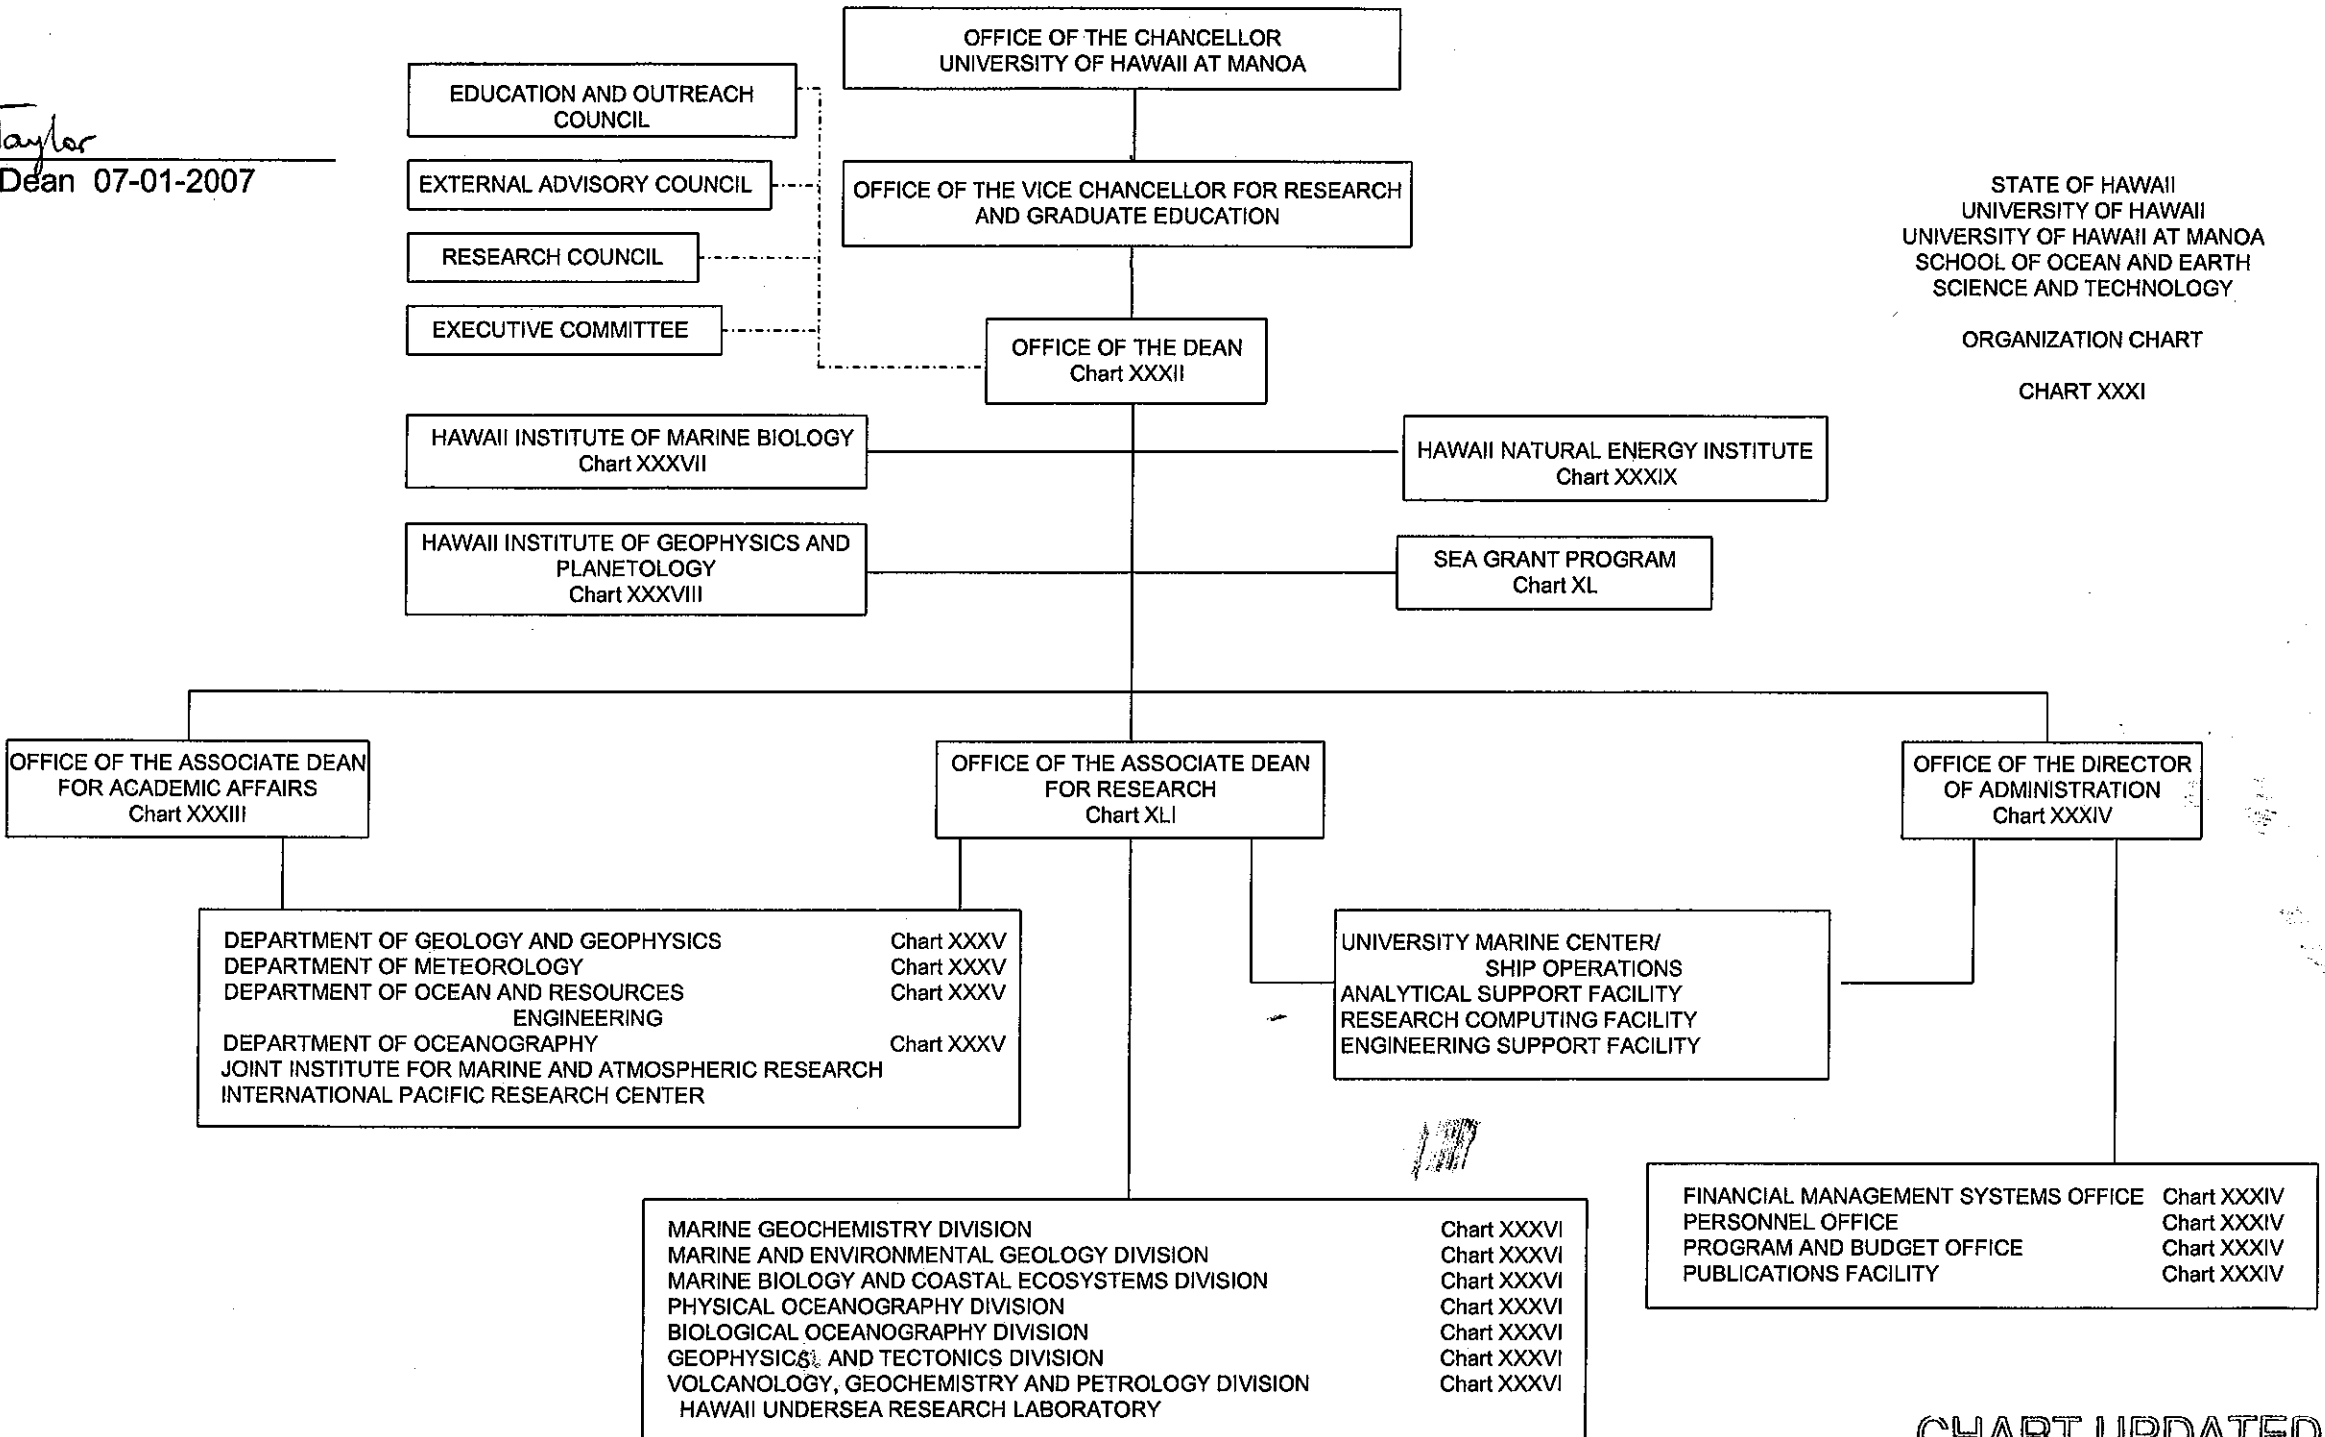 OFFICE OF THE CHANCELLOR
UNIVERSITY OF HAWAII AT MANOA
EDUCATION AND OUTREACH
COUNCIL
Taylor
Dean 07-01-2007
EXTERNAL ADVISORY COUNCIL
OFFICE OF THE VICE CHANCELLOR FOR RESEARCH
AND GRADUATE EDUCATION
STATE OF HAWAII
UNIVERSITY OF HAWAII
UNIVERSITY OF HAWAII AT MANOA
SCHOOL OF OCEAN AND EARTH
SCIENCE AND TECHNOLOGY
ORGANIZATION CHART
CHART XXXI
RESEARCH COUNCIL
EXECUTIVE COMMITTEE
OFFICE OF THE DEAN
Chart XXXII
HAWAII INSTITUTE OF MARINE BIOLOGY
Chart XXXVII
HAWAII NATURAL ENERGY INSTITUTE
Chart XXXIX
HAWAII INSTITUTE OF GEOPHYSICS AND
PLANETOLOGY
Chart XXXVIII
SEA GRANT PROGRAM
Chart XL
OFFICE OF THE ASSOCIATE DEAN
FOR ACADEMIC AFFAIRS
Chart XXXIII
OFFICE OF THE ASSOCIATE DEAN
FOR RESEARCH
Chart XLI
OFFICE OF THE DIRECTOR
OF ADMINISTRATION
Chart XXXIV
DEPARTMENT OF GEOLOGY AND GEOPHYSICS Chart XXXV
DEPARTMENT OF METEOROLOGY Chart XXXV
DEPARTMENT OF OCEAN AND RESOURCES Chart XXXV
ENGINEERING
DEPARTMENT OF OCEANOGRAPHY Chart XXXV
JOINT INSTITUTE FOR MARINE AND ATMOSPHERIC RESEARCH
INTERNATIONAL PACIFIC RESEARCH CENTER
UNIVERSITY MARINE CENTER/
SHIP OPERATIONS
ANALYTICAL SUPPORT FACILITY
RESEARCH COMPUTING FACILITY
ENGINEERING SUPPORT FACILITY
MARINE GEOCHEMISTRY DIVISION Chart XXXVI
MARINE AND ENVIRONMENTAL GEOLOGY DIVISION Chart XXXVI
MARINE BIOLOGY AND COASTAL ECOSYSTEMS DIVISION Chart XXXVI
PHYSICAL OCEANOGRAPHY DIVISION Chart XXXVI
BIOLOGICAL OCEANOGRAPHY DIVISION Chart XXXVI
GEOPHYSICS AND TECTONICS DIVISION Chart XXXVI
VOLCANOLOGY, GEOCHEMISTRY AND PETROLOGY DIVISION Chart XXXVI
HAWAII UNDERSEA RESEARCH LABORATORY
FINANCIAL MANAGEMENT SYSTEMS OFFICE Chart XXXIV
PERSONNEL OFFICE Chart XXXIV
PROGRAM AND BUDGET OFFICE Chart XXXIV
PUBLICATIONS FACILITY Chart XXXIV
CHART UPDATED